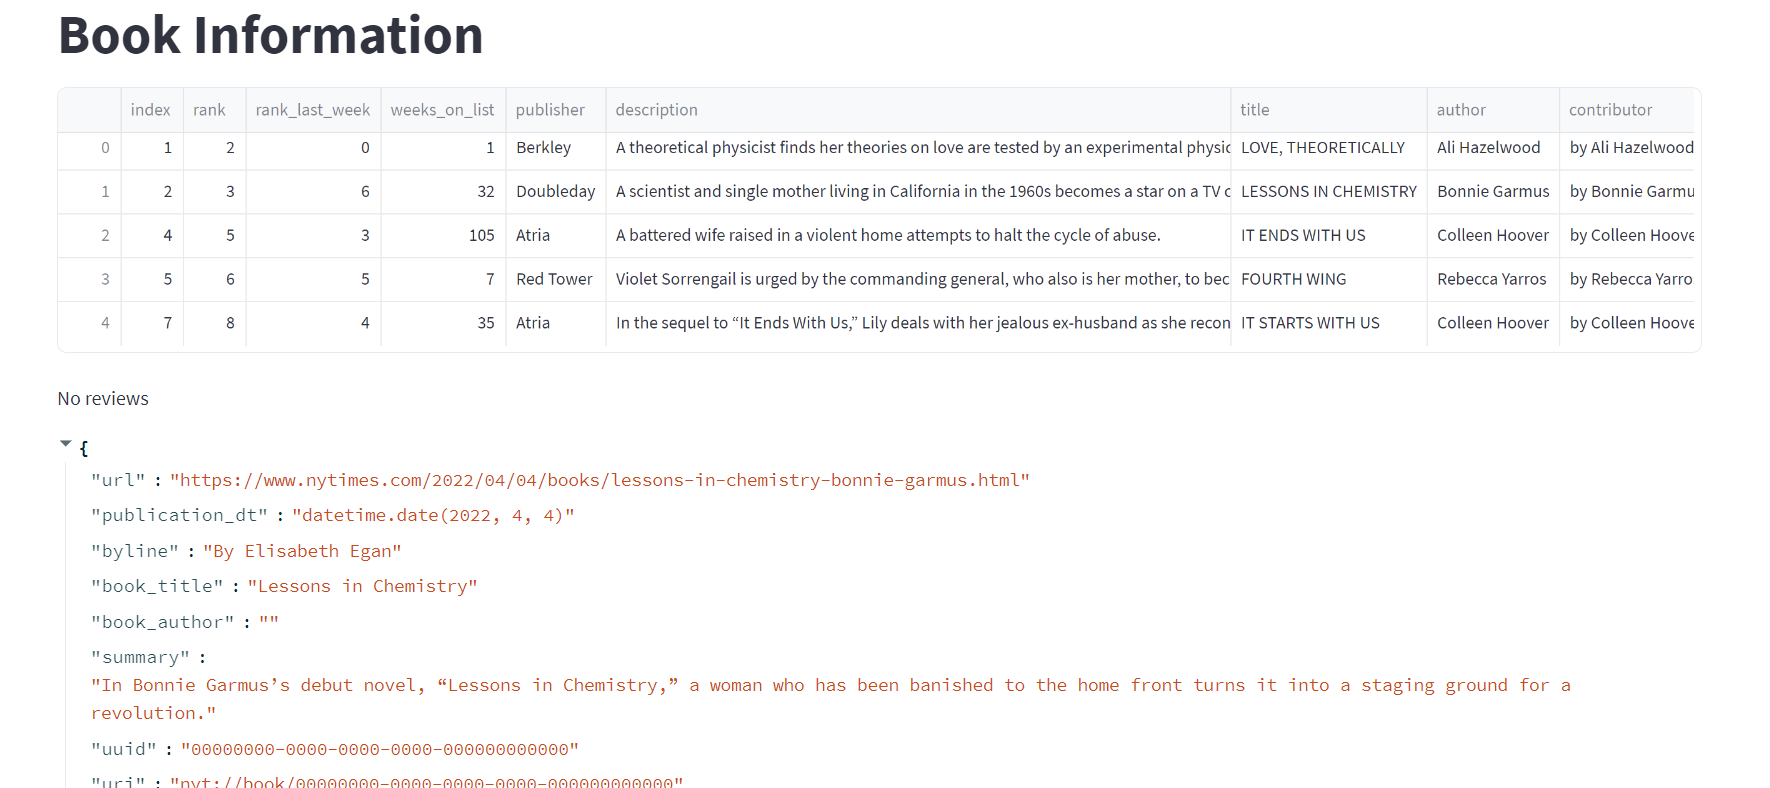 Book Information
index rank rank_last_week weeks_on_list publisher description title author contributor
0 1 2 0 1 Berkley A theoretical physicist finds her theories on love are tested by an experimental physic LOVE, THEORETICALLY Ali Hazelwood by Ali Hazelwood
1 2 3 6 32 Doubleday A scientist and single mother living in California in the 1960s becomes a star on a TV c LESSONS IN CHEMISTRY Bonnie Garmus by Bonnie Garmu
2 4 5 3 105 Atria A battered wife raised in a violent home attempts to halt the cycle of abuse. IT ENDS WITH US Colleen Hoover by Colleen Hoove
3 5 6 5 7 Red Tower Violet Sorrengail is urged by the commanding general, who also is her mother, to bec FOURTH WING Rebecca Yarros by Rebecca Yarro
4 7 8 4 35 Atria In the sequel to “It Ends With Us,” Lily deals with her jealous ex-husband as she recon IT STARTS WITH US Colleen Hoover by Colleen Hoove
No reviews
{
"url" : "https://www.nytimes.com/2022/04/04/books/lessons-in-chemistry-bonnie-garmus.html"
"publication_dt" : "datetime.date(2022, 4, 4)"
"byline" : "By Elisabeth Egan"
"book_title" : "Lessons in Chemistry"
"book_author" : ""
"summary" :
"In Bonnie Garmus’s debut novel, “Lessons in Chemistry,” a woman who has been banished to the home front turns it into a staging ground for a
revolution."
"uuid" : "00000000-0000-0000-0000-000000000000"
"uri" : "nyt://book/00000000-0000-0000-0000-000000000000"